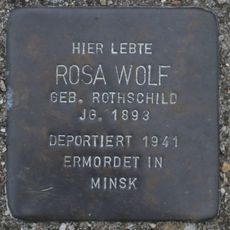 HIER LEBTE
ROSA WOLF
GEB. ROTHSCHILD
JG. 1893
DEPORTIERT 1941
ERMORDET IN
MINSK